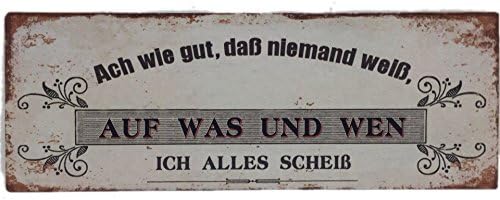 Ach wie gut, daß niemand weiß,
AUF WAS UND WEN
ICH ALLES SCHEIß